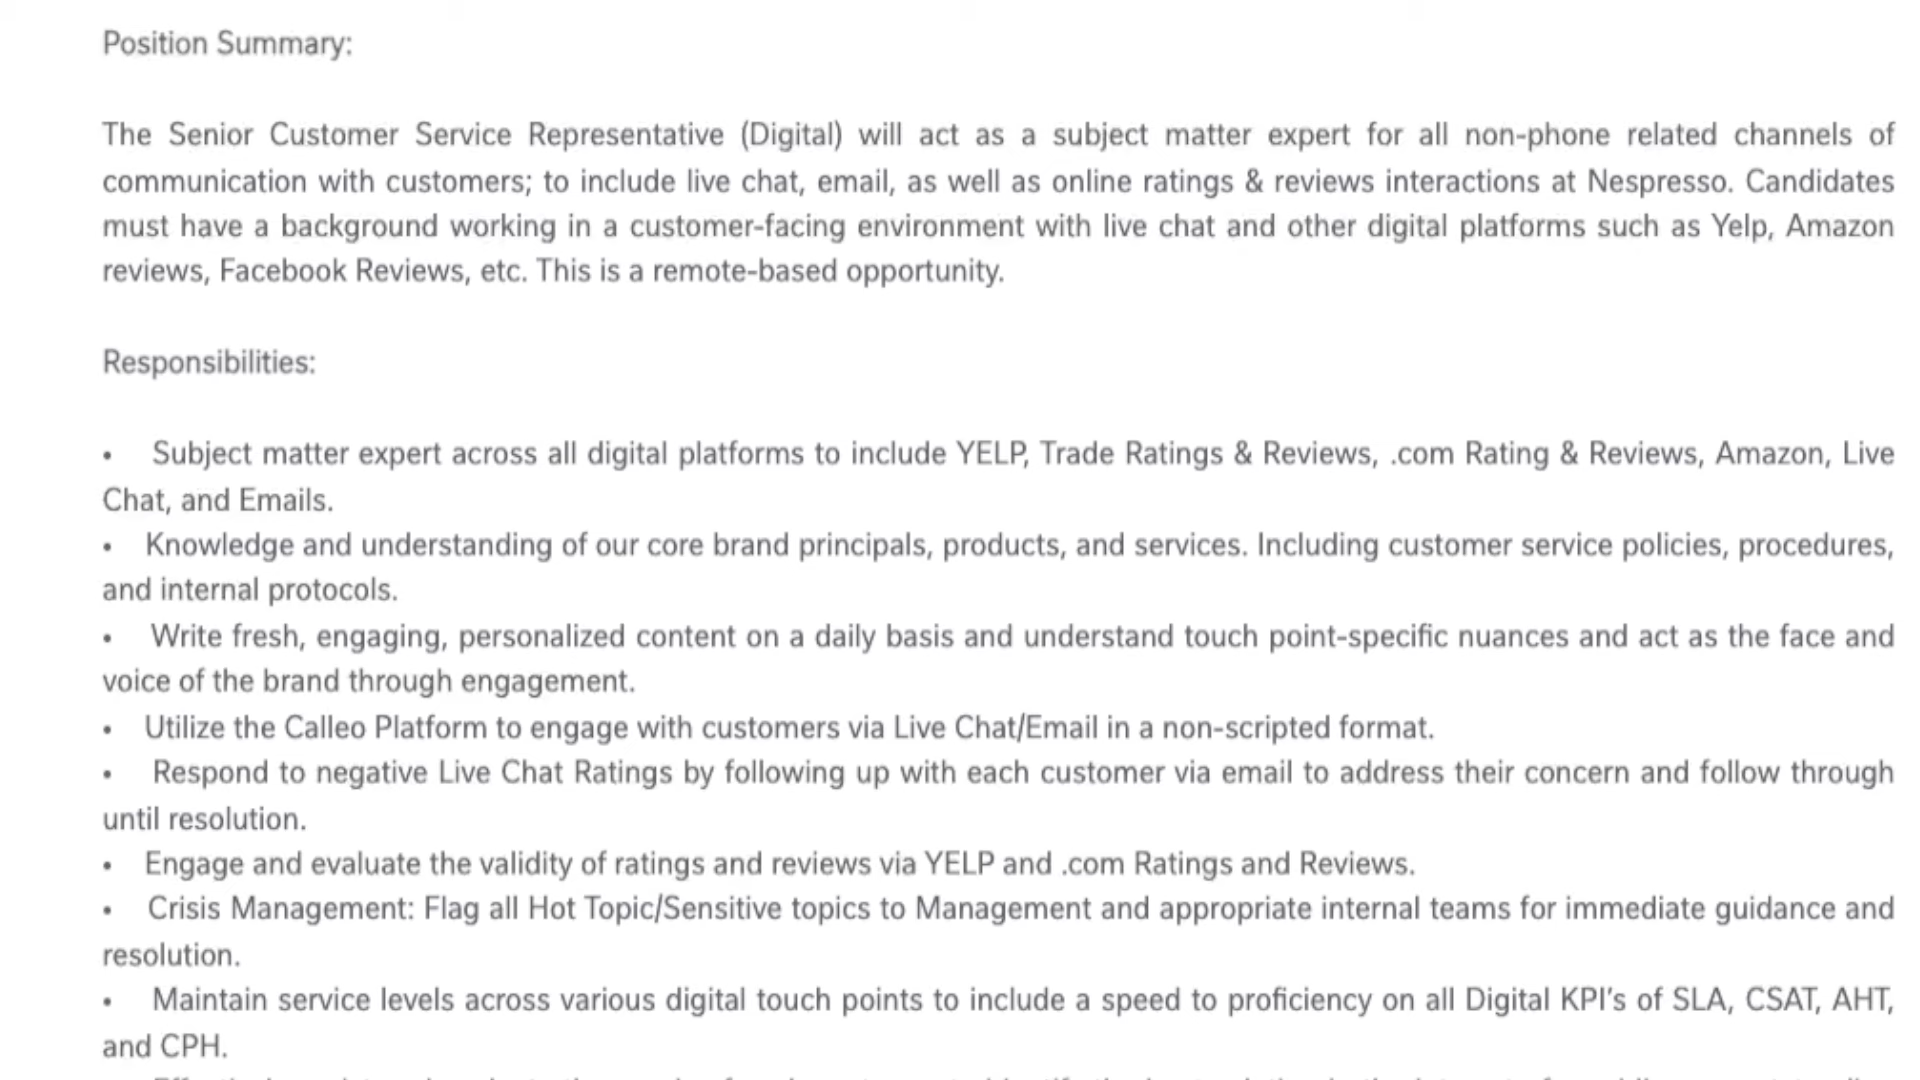 Position Summary:
The Senior Customer Service Representative (Digital) will act as a subject matter expert for all non-phone related channels of
communication with customers; to include live chat, email, as well as online ratings & reviews interactions at Nespresso. Candidates
must have a background working in a customer-facing environment with live chat and other digital platforms such as Yelp, Amazon
reviews, Facebook Reviews, etc. This is a remote-based opportunity.
Responsibilities:
• Subject matter expert across all digital platforms to include YELP, Trade Ratings & Reviews, .com Rating & Reviews, Amazon, Live
Chat, and Emails.
• Knowledge and understanding of our core brand principals, products, and services. Including customer service policies, procedures,
and internal protocols.
• Write fresh, engaging, personalized content on a daily basis and understand touch point-specific nuances and act as the face and
voice of the brand through engagement.
• Utilize the Calleo Platform to engage with customers via Live Chat/Email in a non-scripted format.
• Respond to negative Live Chat Ratings by following up with each customer via email to address their concern and follow through
until resolution.
• Engage and evaluate the validity of ratings and reviews via YELP and .com Ratings and Reviews.
• Crisis Management: Flag all Hot Topic/Sensitive topics to Management and appropriate internal teams for immediate guidance and
resolution.
• Maintain service levels across various digital touch points to include a speed to proficiency on all Digital KPI's of SLA, CSAT, AHT,
and CPH.